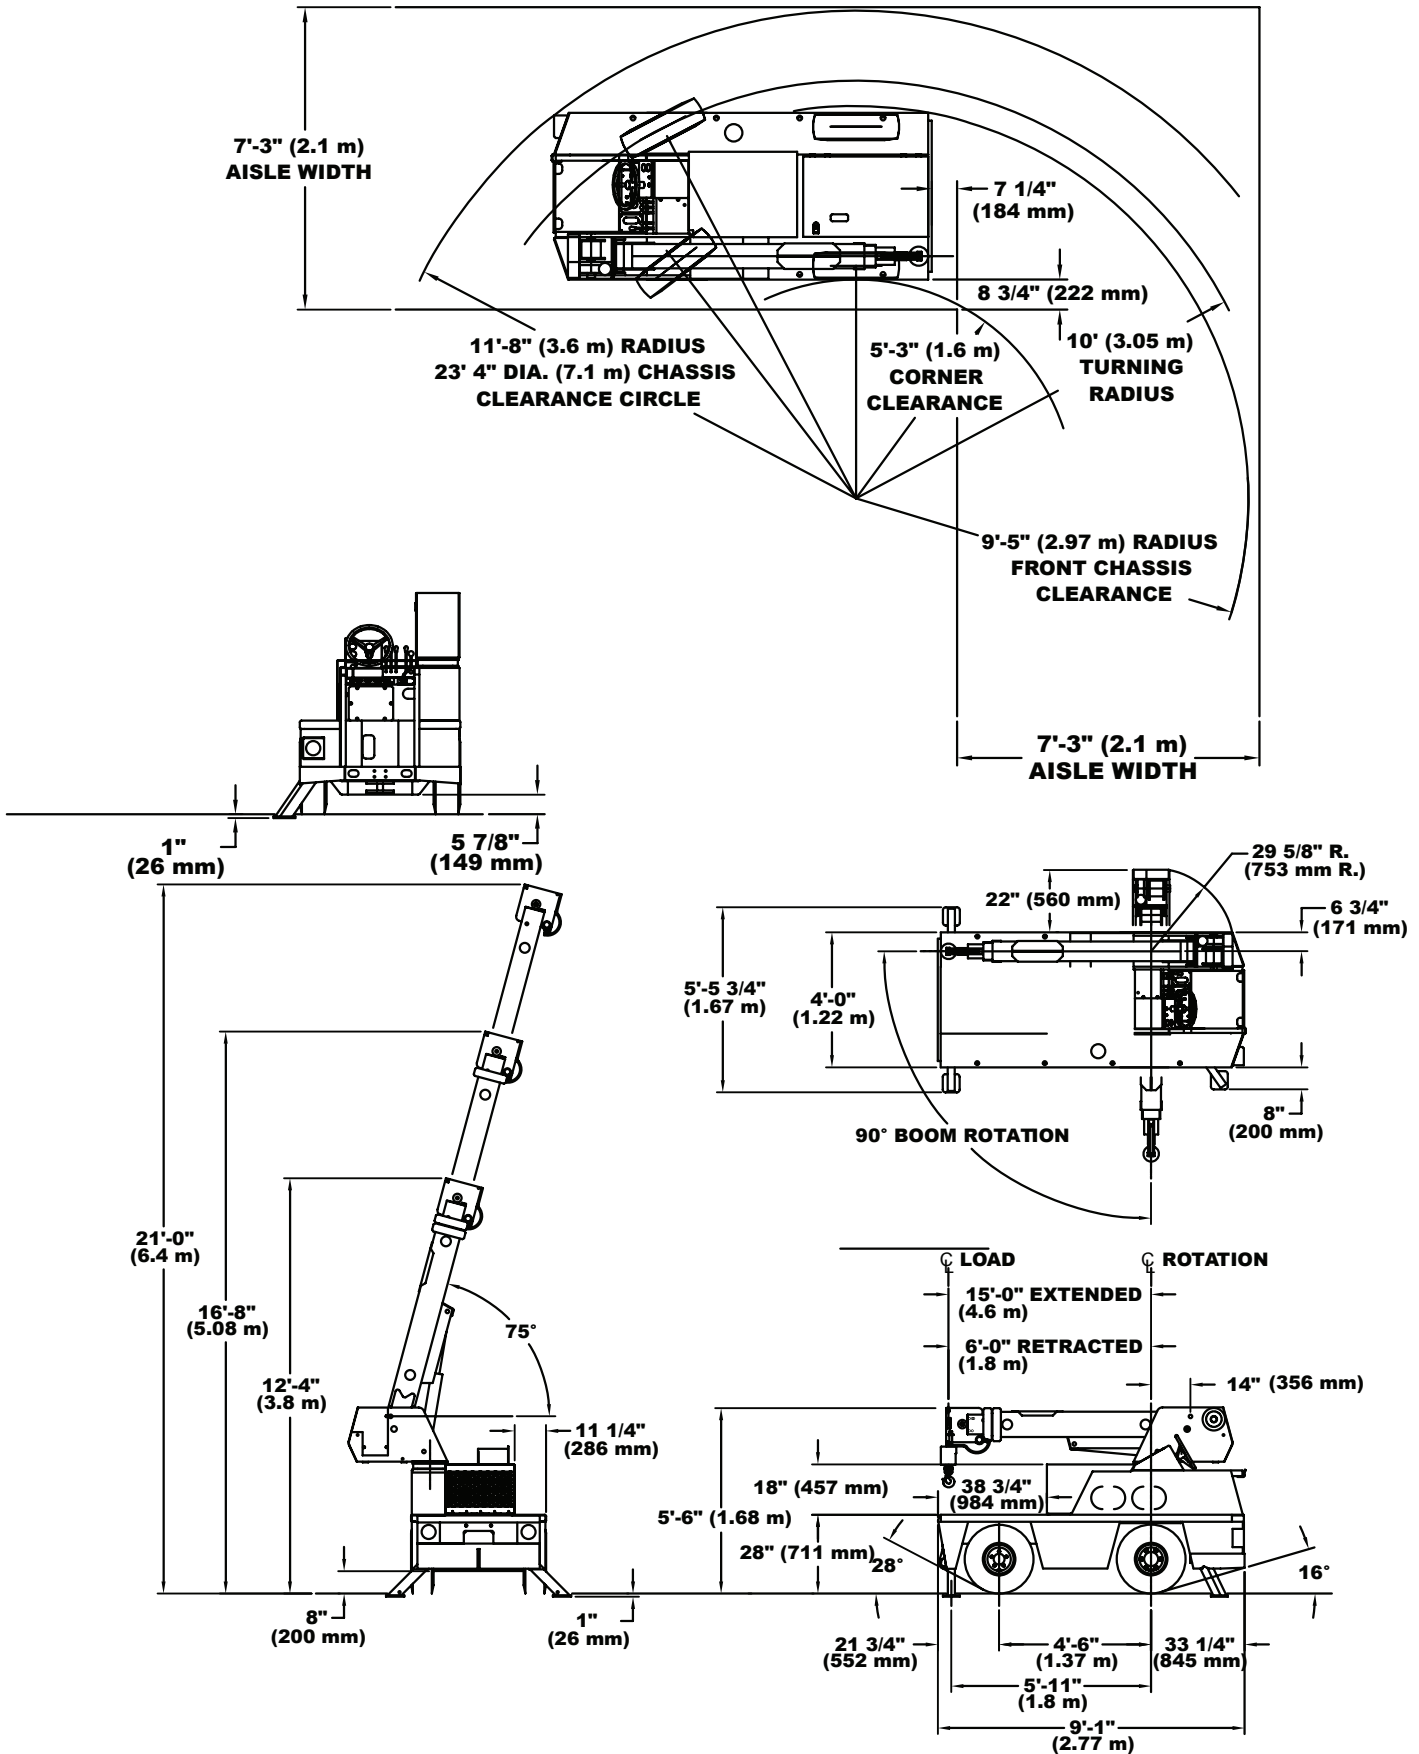 7'-3" (2.1 m)
AISLE WIDTH
7 1/4"
(184 mm)
8 3/4" (222 mm)
11'-8" (3.6 m) RADIUS
23' 4" DIA. (7.1 m) CHASSIS
CLEARANCE CIRCLE
5'-3" (1.6 m)
CORNER
CLEARANCE
10' (3.05 m)
TURNING
RADIUS
9'-5" (2.97 m) RADIUS
FRONT CHASSIS
CLEARANCE
7'-3" (2.1 m)
AISLE WIDTH
1"
(26 mm)
5 7/8"
(149 mm)
29 5/8" R.
(753 mm R.)
22" (560 mm)
6 3/4"
(171 mm)
5'-5 3/4"
(1.67 m)
4'-0"
(1.22 m)
8"
(200 mm)
90° BOOM ROTATION
21'-0"
(6.4 m)
16'-8"
(5.08 m)
12'-4"
(3.8 m)
75°
11 1/4"
(286 mm)
8"
(200 mm)
1"
(26 mm)
℄ LOAD
℄ ROTATION
15'-0" EXTENDED
(4.6 m)
6'-0" RETRACTED
(1.8 m)
14" (356 mm)
18" (457 mm)
38 3/4"
(984 mm)
5'-6" (1.68 m)
28" (711 mm)
28°
16°
21 3/4"
(552 mm)
4'-6"
(1.37 m)
33 1/4"
(845 mm)
5'-11"
(1.8 m)
9'-1"
(2.77 m)